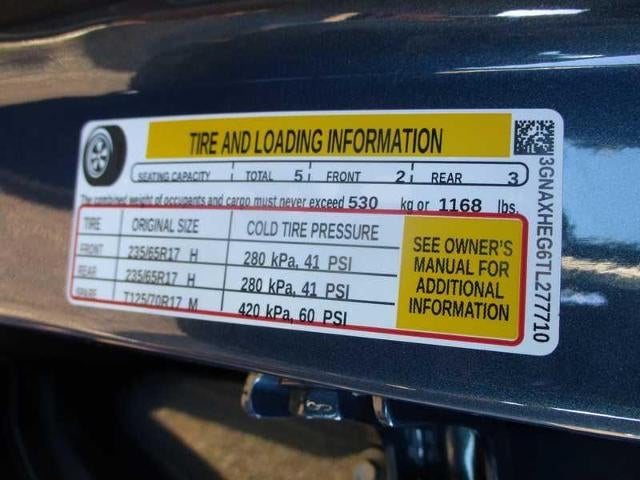 TIRE AND LOADING INFORMATION
SEATING CAPACITY TOTAL 5 FRONT 2 REAR 3
The combined weight of occupants and cargo must never exceed 530 kg or 1168 lbs.
TIRE ORIGINAL SIZE COLD TIRE PRESSURE
FRONT 235/65R17 H 280 kPa, 41 PSI
REAR 235/65R17 H 280 kPa, 41 PSI
SPARE T125/70R17 M 420 kPa, 60 PSI
SEE OWNER'S
MANUAL FOR
ADDITIONAL
INFORMATION
3GNAXHEG6TL277710